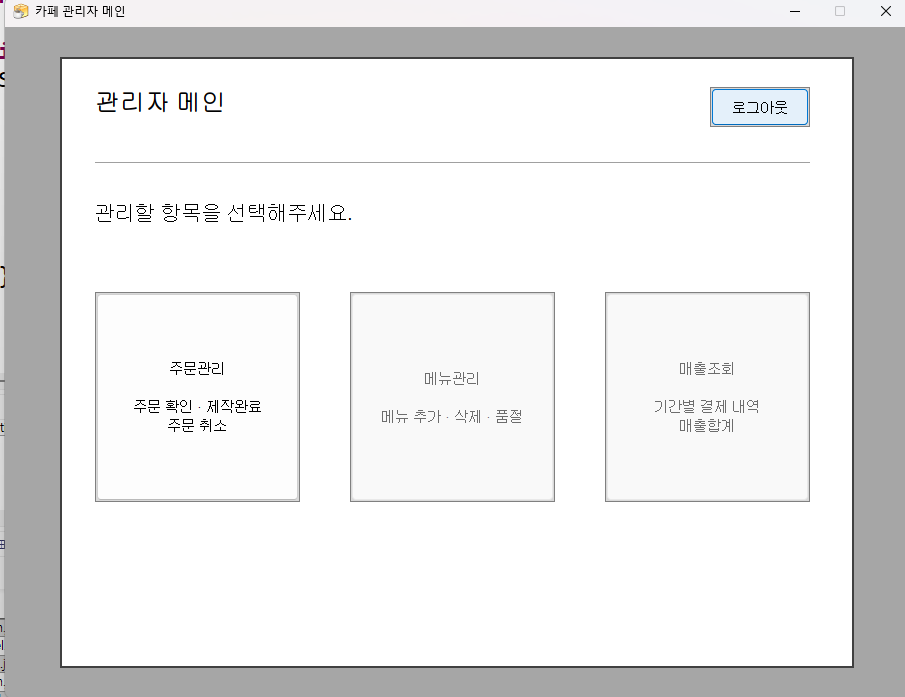 카페 관리자 메인
관리자 메인
로그아웃
관리할 항목을 선택해주세요.
주문관리
주문 확인 · 제작완료
주문 취소
메뉴관리
메뉴 추가 · 삭제 · 품절
매출조회
기간별 결제 내역
매출합계